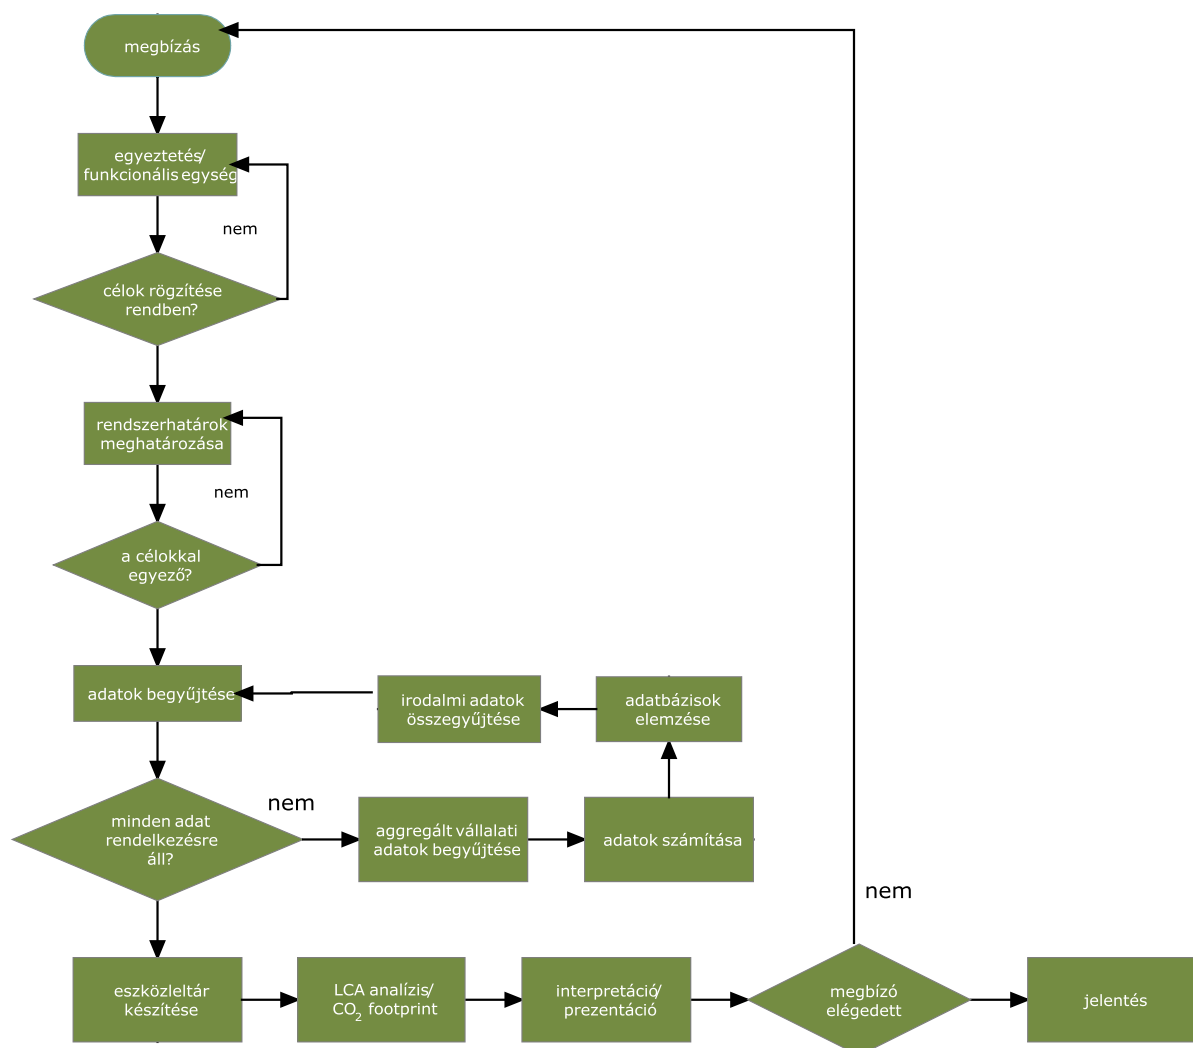 megbízás
egyeztetés/
funkcionális egység
nem
célok rögzítése
rendben?
rendszerhatárok
meghatározása
nem
a célokkal
egyező?
adatok begyűjtése
irodalmi adatok
összegyűjtése
adatbázisok
elemzése
minden adat
rendelkezésre
áll?
nem
aggregált vállalati
adatok begyűjtése
adatok számítása
nem
eszközleltár
készítése
LCA analízis/
CO₂ footprint
interpretáció/
prezentáció
megbízó
elégedett
jelentés